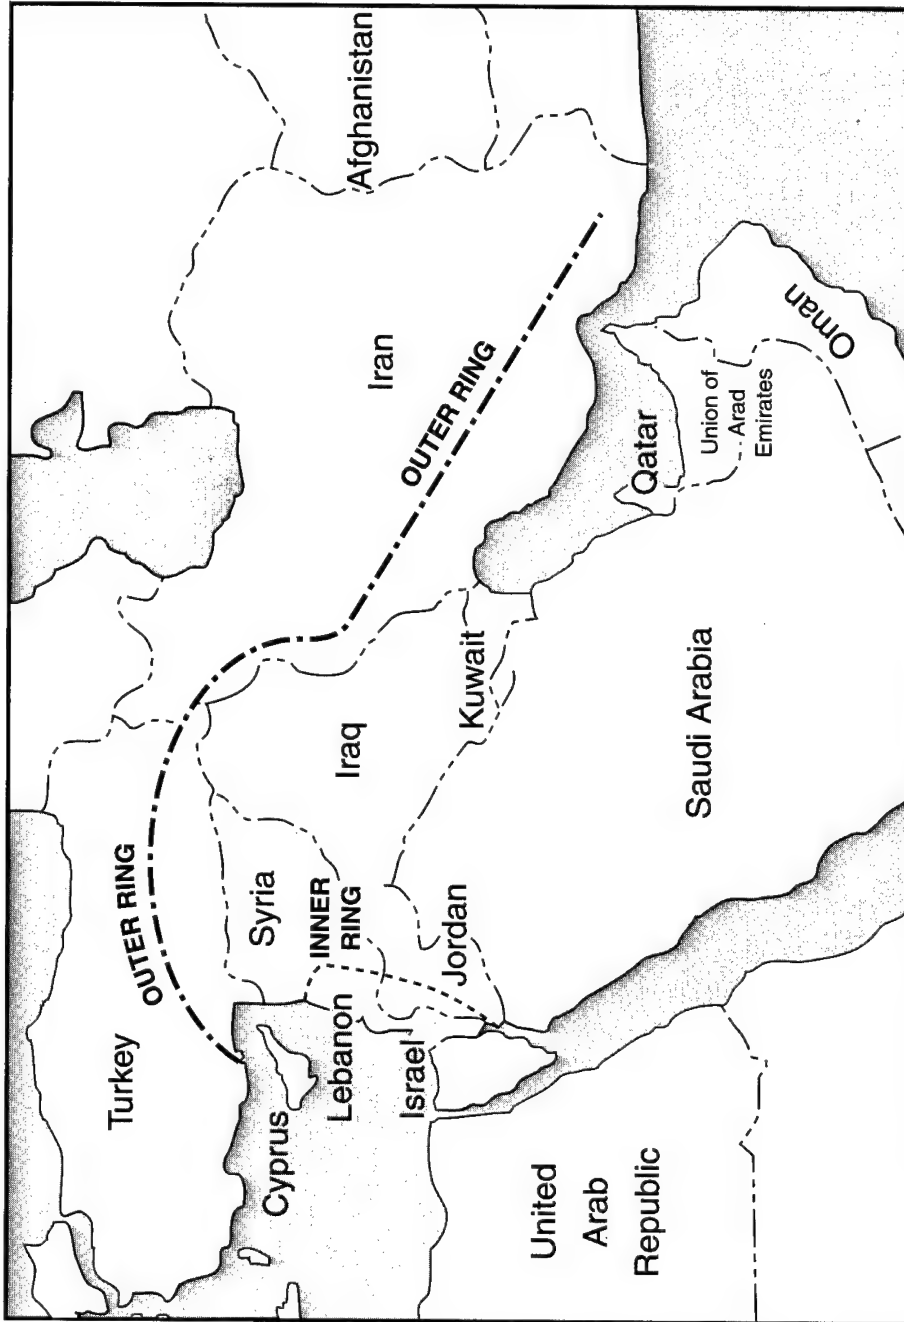 Turkey
OUTER RING
Afghanistan
Iran
OUTER RING
Cyprus
Lebanon
Syria
INNER
RING
Iraq
Israel
Jordan
Kuwait
United
Arab
Republic
Saudi Arabia
Qatar
Union of
Arad
Emirates
Oman